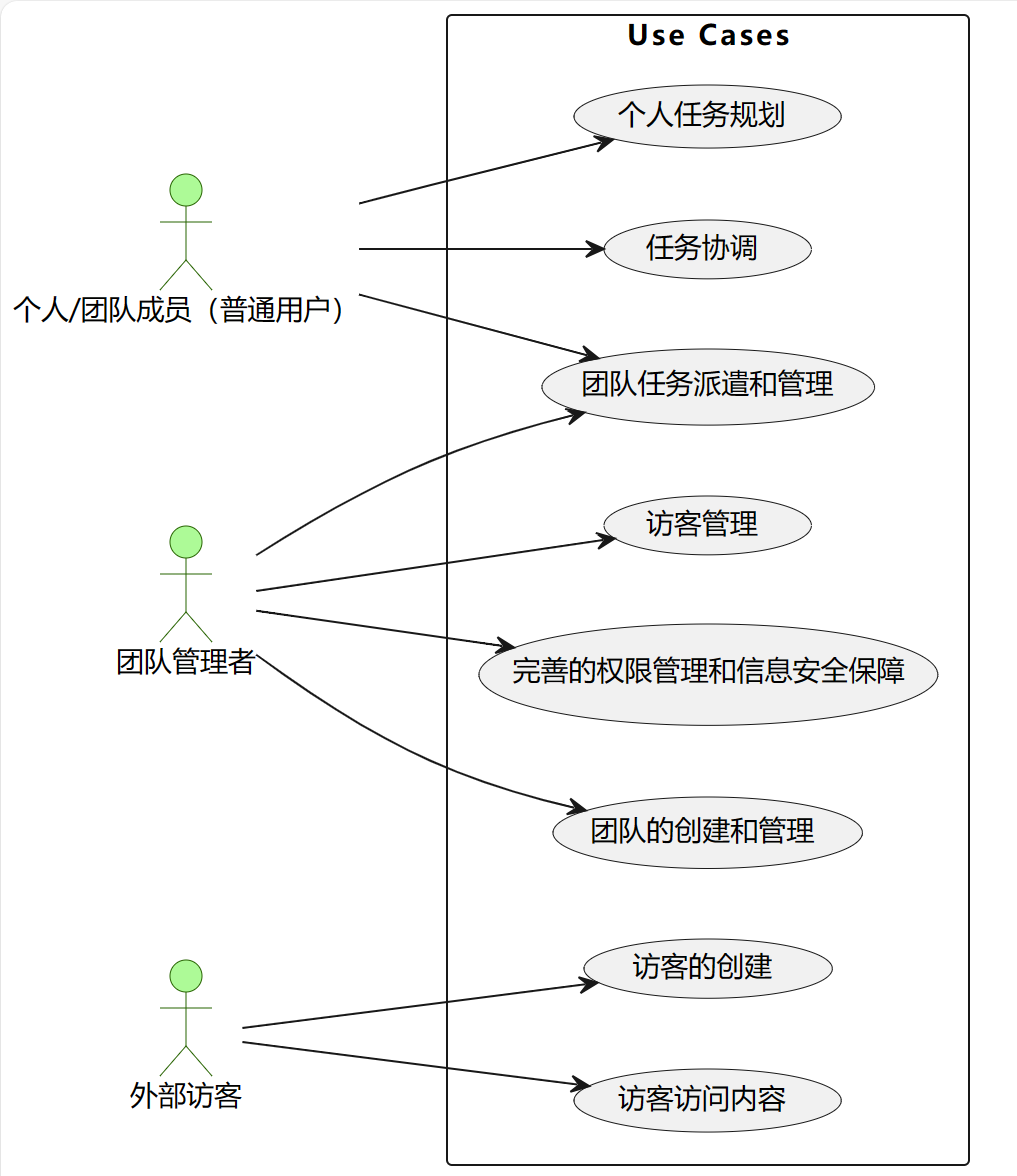 Use Cases
个人任务规划
任务协调
个人/团队成员（普通用户）
团队任务派遣和管理
访客管理
团队管理者
完善的权限管理和信息安全保障
团队的创建和管理
访客的创建
外部访客
访客访问内容